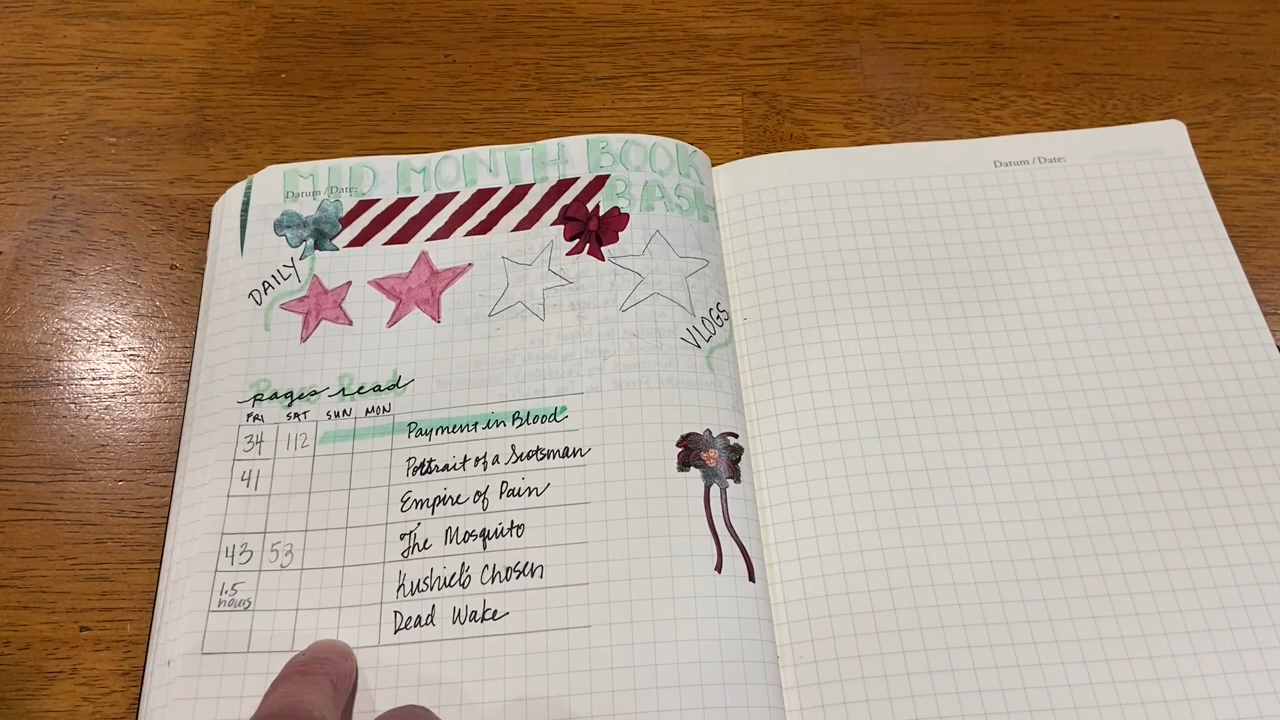 MID MONTH BOOK
BASH
Datum / Date:
Datum / Date:
DAILY
VLOGS
pages read
FRI SAT SUN MON
34 112 Payment in Blood
41 Portrait of a Scotsman
Empire of Pain
43 53 The Mosquito
1.5 hours Kushiel's Chosen
Dead Wake